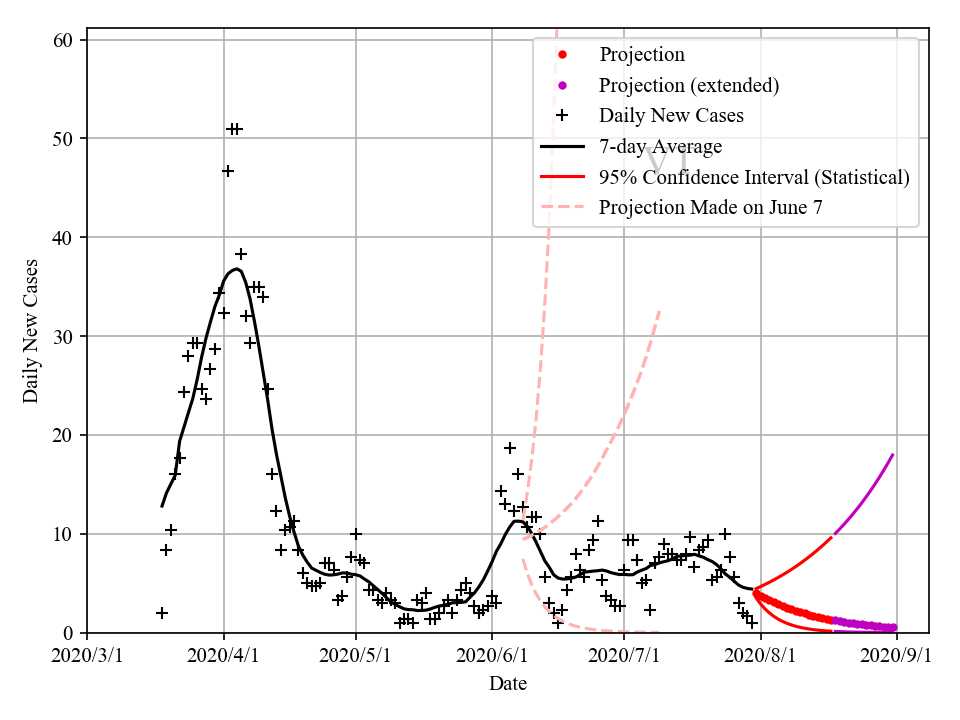 60
50
40
30
20
10
0
Daily New Cases
Projection
Projection (extended)
Daily New Cases
7-day Average
95% Confidence Interval (Statistical)
Projection Made on June 7
VT
2020/3/1 2020/4/1 2020/5/1 2020/6/1 2020/7/1 2020/8/1 2020/9/1
Date